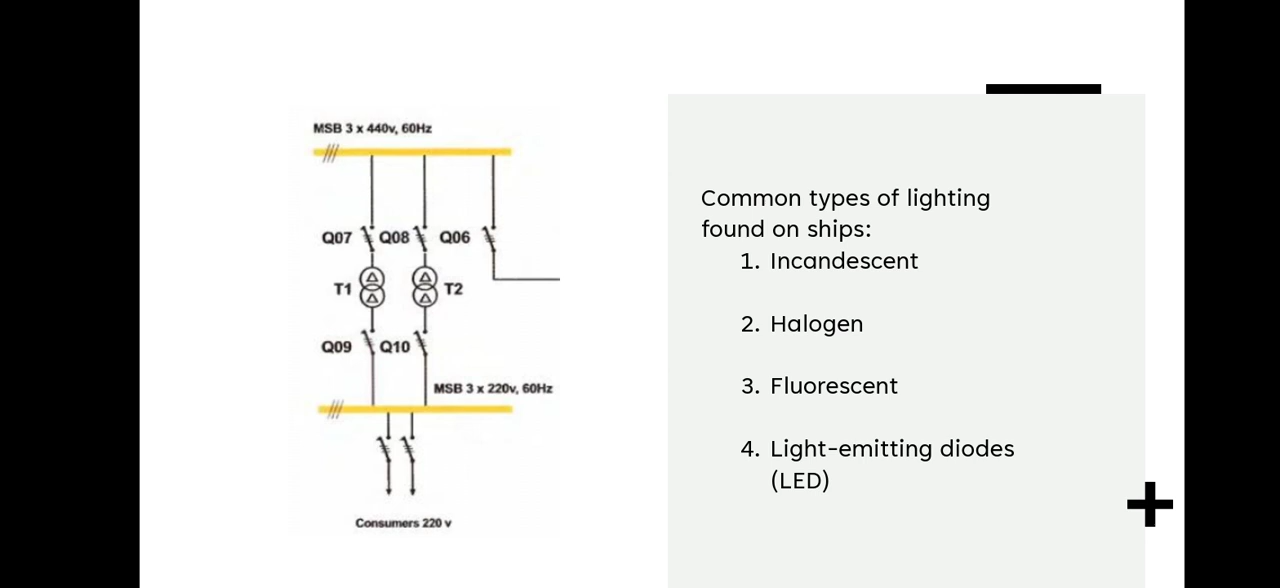 MSB 3 x 440v, 60Hz
Q07 Q08 Q06
T1 T2
Q09 Q10
MSB 3 x 220v, 60Hz
Consumers 220 v
Common types of lighting
found on ships:
1. Incandescent
2. Halogen
3. Fluorescent
4. Light-emitting diodes
(LED)